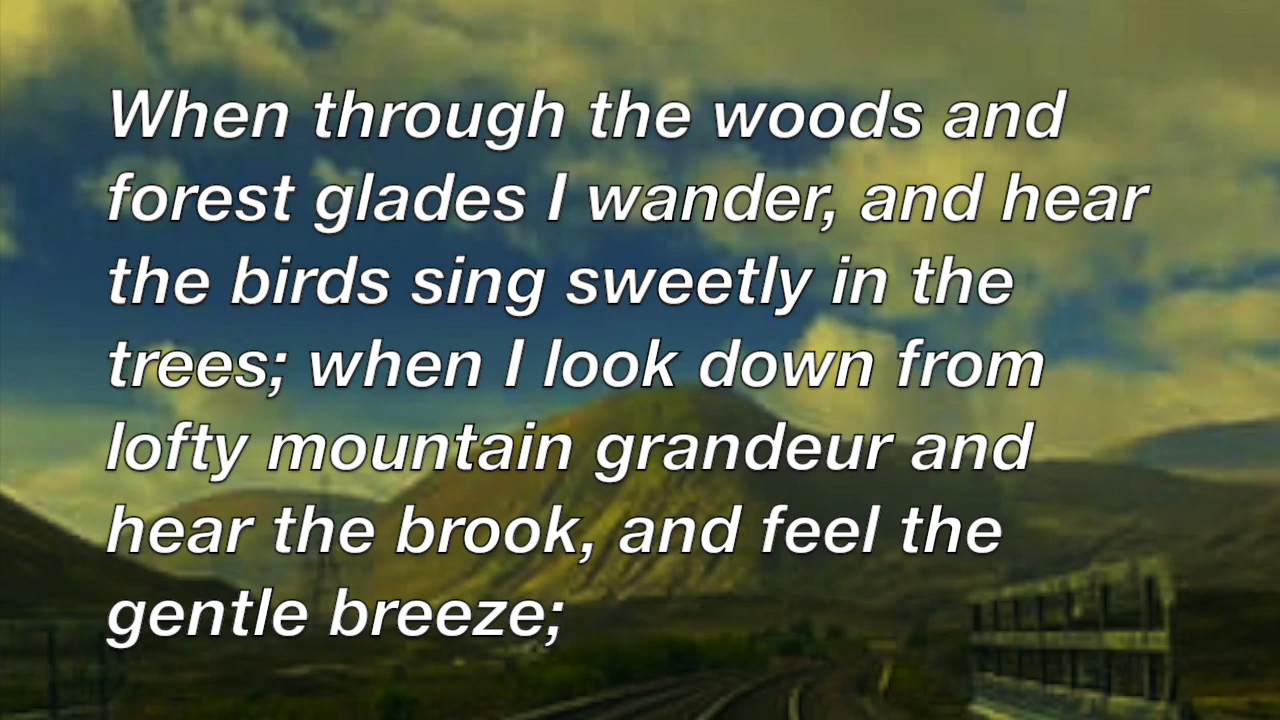 When through the woods and
forest glades I wander, and hear
the birds sing sweetly in the
trees; when I look down from
lofty mountain grandeur and
hear the brook, and feel the
gentle breeze;